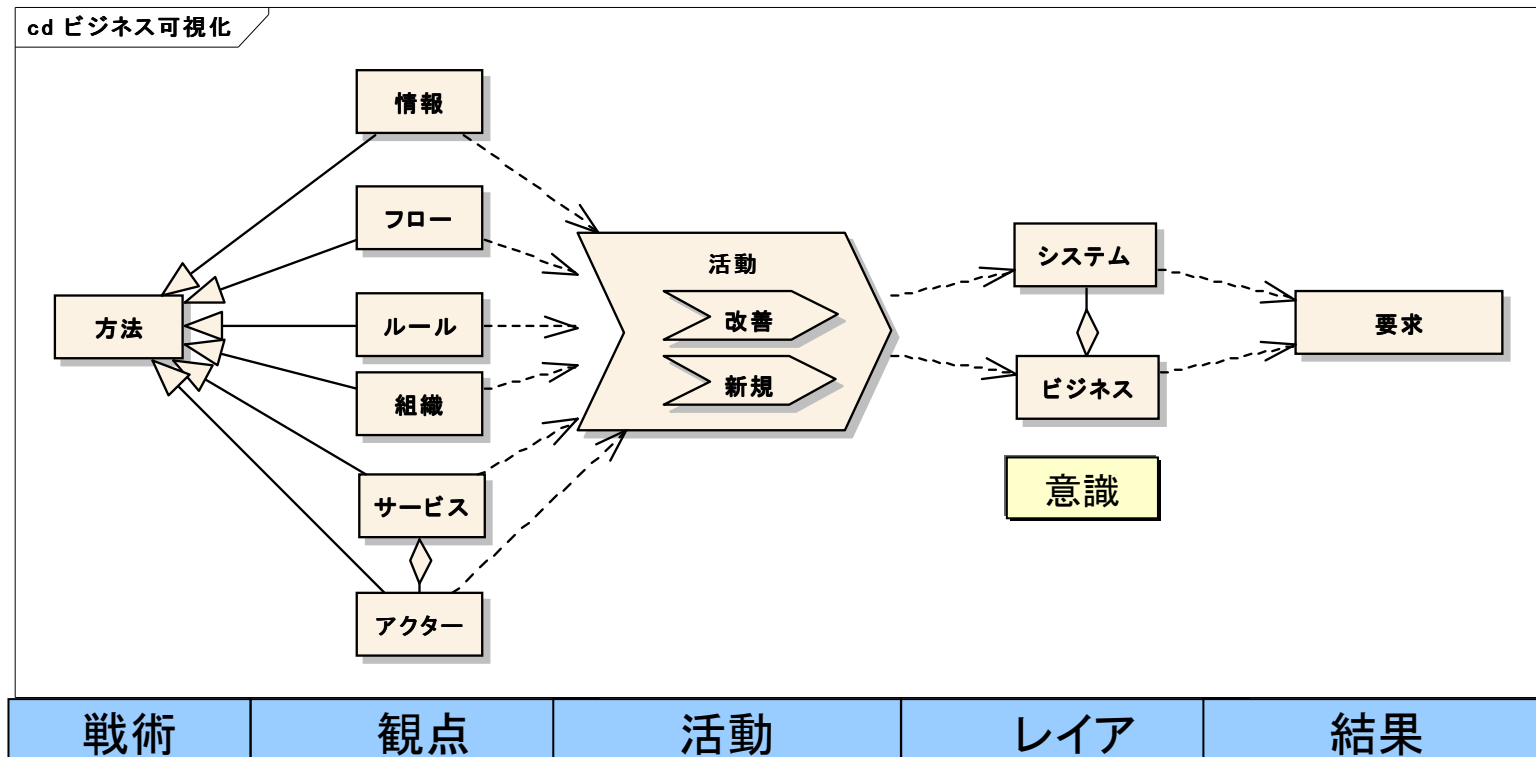 cd ビジネス可視化
情報
フロー
ルール
組織
サービス
アクター
方法
活動
改善
新規
システム
ビジネス
意識
要求
戦術
観点
活動
レイア
結果